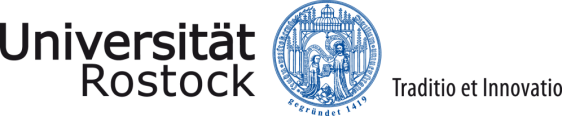 Universität
Rostock
gegründet 1419
Traditio et Innovatio